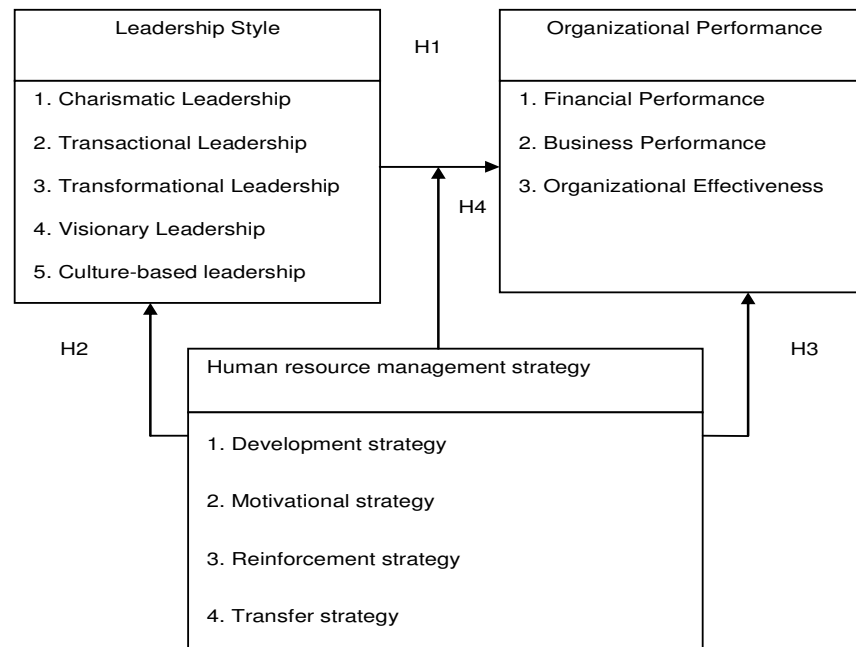 Leadership Style
1. Charismatic Leadership
2. Transactional Leadership
3. Transformational Leadership
4. Visionary Leadership
5. Culture-based leadership
H1
Organizational Performance
1. Financial Performance
2. Business Performance
3. Organizational Effectiveness
H4
H2
H3
Human resource management strategy
1. Development strategy
2. Motivational strategy
3. Reinforcement strategy
4. Transfer strategy